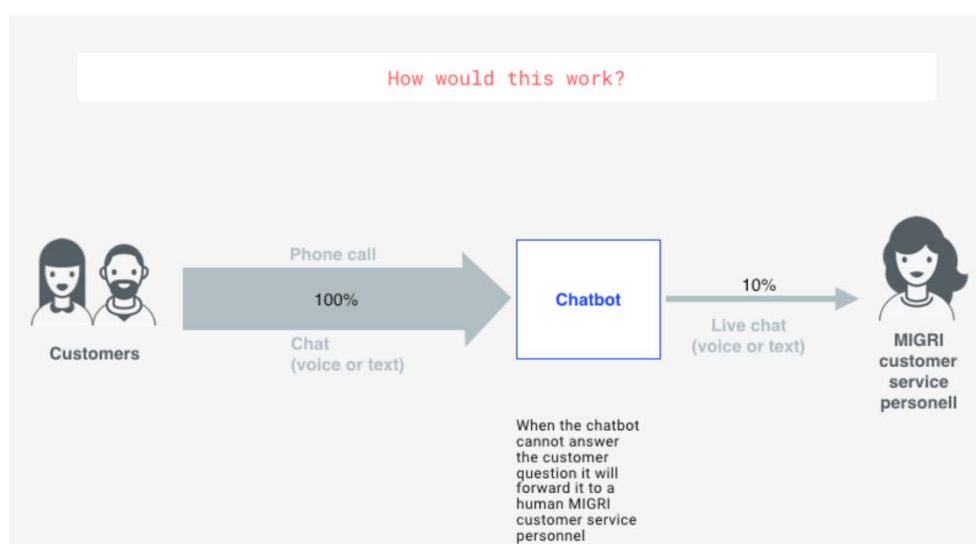 How would this work?
Phone call
100%
Chat
(voice or text)
Customers
Chatbot
10%
Live chat
(voice or text)
MIGRI
customer
service
personell
When the chatbot
cannot answer
the customer
question it will
forward it to a
human MIGRI
customer service
personnel